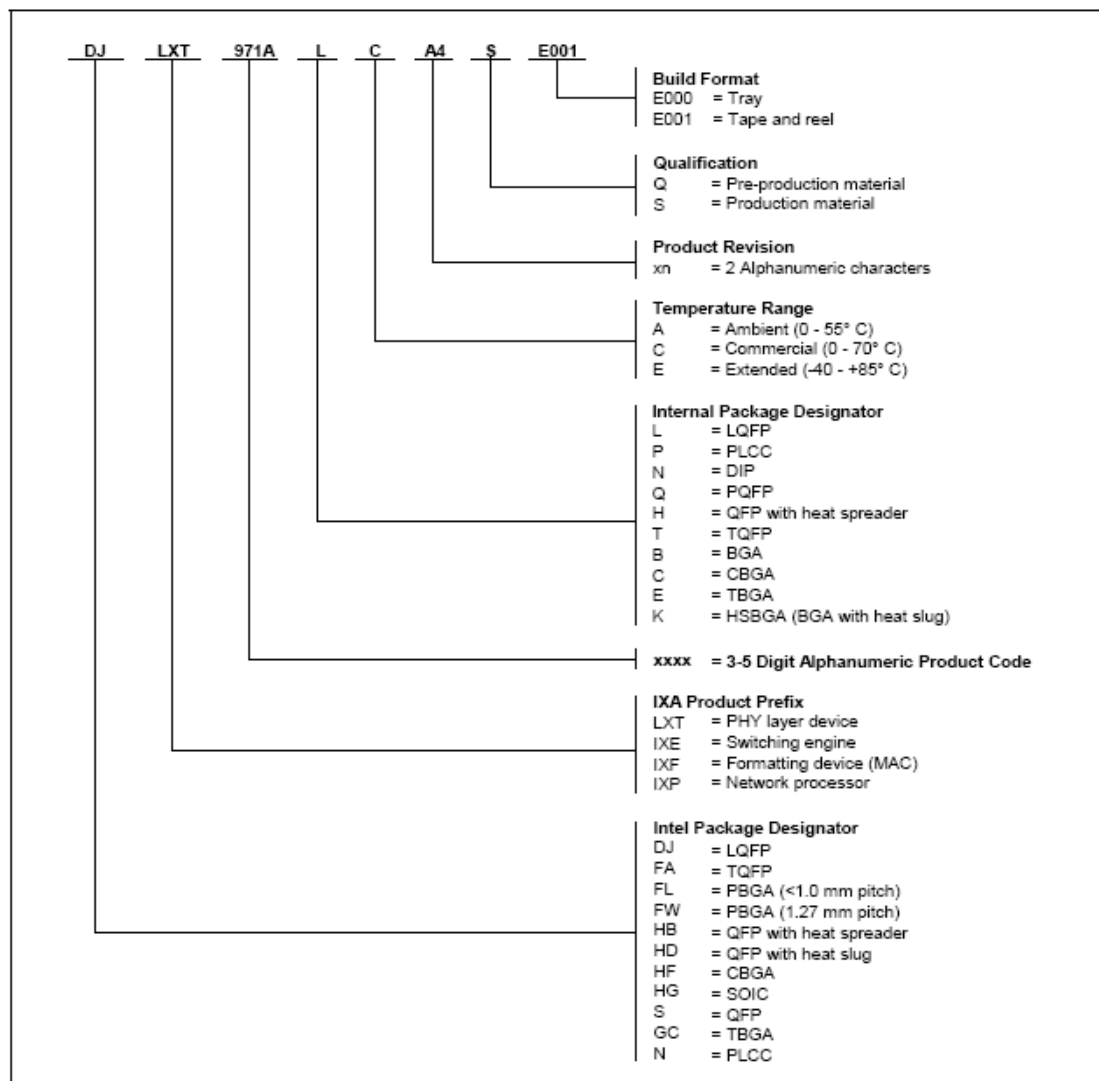 DJ LXT 971A L C A4 S E001
Build Format
E000 = Tray
E001 = Tape and reel
Qualification
Q = Pre-production material
S = Production material
Product Revision
xn = 2 Alphanumeric characters
Temperature Range
A = Ambient (0 - 55° C)
C = Commercial (0 - 70° C)
E = Extended (-40 - +85° C)
Internal Package Designator
L = LQFP
P = PLCC
N = DIP
Q = PQFP
H = QFP with heat spreader
T = TQFP
B = BGA
C = CBGA
E = TBGA
K = HSBGA (BGA with heat slug)
xxxx = 3-5 Digit Alphanumeric Product Code
IXA Product Prefix
LXT = PHY layer device
IXE = Switching engine
IXF = Formatting device (MAC)
IXP = Network processor
Intel Package Designator
DJ = LQFP
FA = TQFP
FL = PBGA (<1.0 mm pitch)
FW = PBGA (1.27 mm pitch)
HB = QFP with heat spreader
HD = QFP with heat slug
HF = CBGA
HG = SOIC
S = QFP
GC = TBGA
N = PLCC